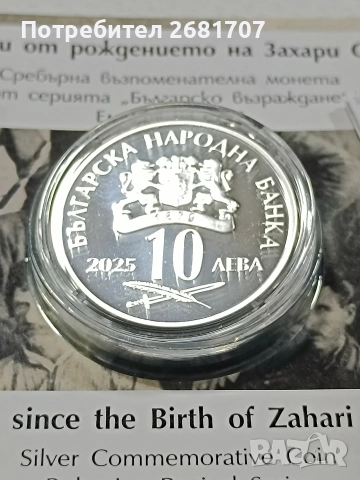 Потребител 2681707
и от рождението на Захари
Сребърна възпоменателна монета
от серията „Българско възраждане“
БЪЛГАРСКА НАРОДНА БАНКА
10
2025 ЛЕВА
since the Birth of Zahari
Silver Commemorative Coin
БАЗАР